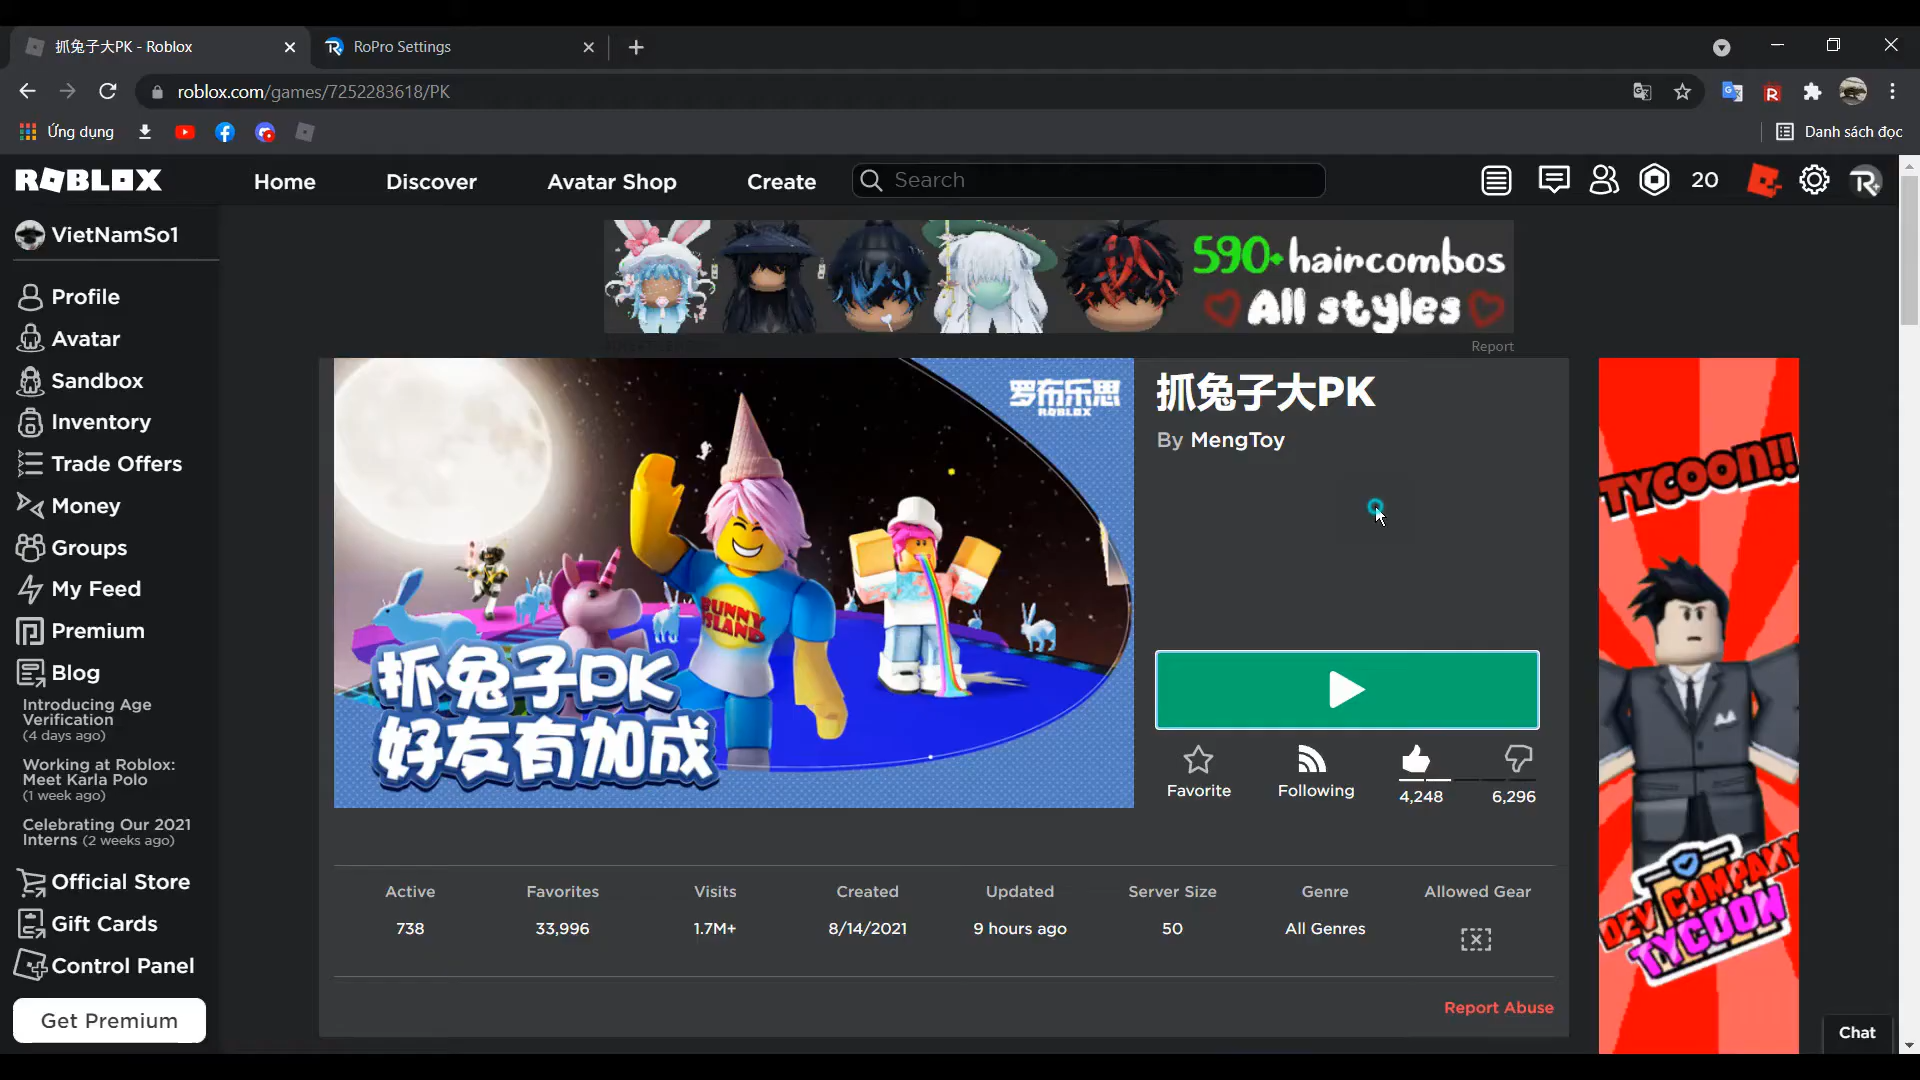 抓兔子大PK - Roblox
RoPro Settings
roblox.com/games/7252283618/PK
Ứng dụng
Danh sách đọc
ROBLOX
Home
Discover
Avatar Shop
Create
Search
20
VietNamSo1
Profile
Avatar
Sandbox
Inventory
Trade Offers
Money
Groups
My Feed
Premium
Blog
Introducing Age
Verification
(4 days ago)
Working at Roblox:
Meet Karla Polo
(1 week ago)
Celebrating Our 2021
Interns (2 weeks ago)
Official Store
Gift Cards
Control Panel
Get Premium
590+ haircombos
All styles
Report
罗布乐思
ROBLOX
BUNNY
ISLAND
抓兔子PK
好友有加成
抓兔子大PK
By MengToy
Favorite
Following
4,248
6,296
Active
Favorites
Visits
Created
Updated
Server Size
Genre
Allowed Gear
738
33,996
1.7M+
8/14/2021
9 hours ago
50
All Genres
Report Abuse
TYCOON!!
DEV COMPANY
TYCOON
Chat